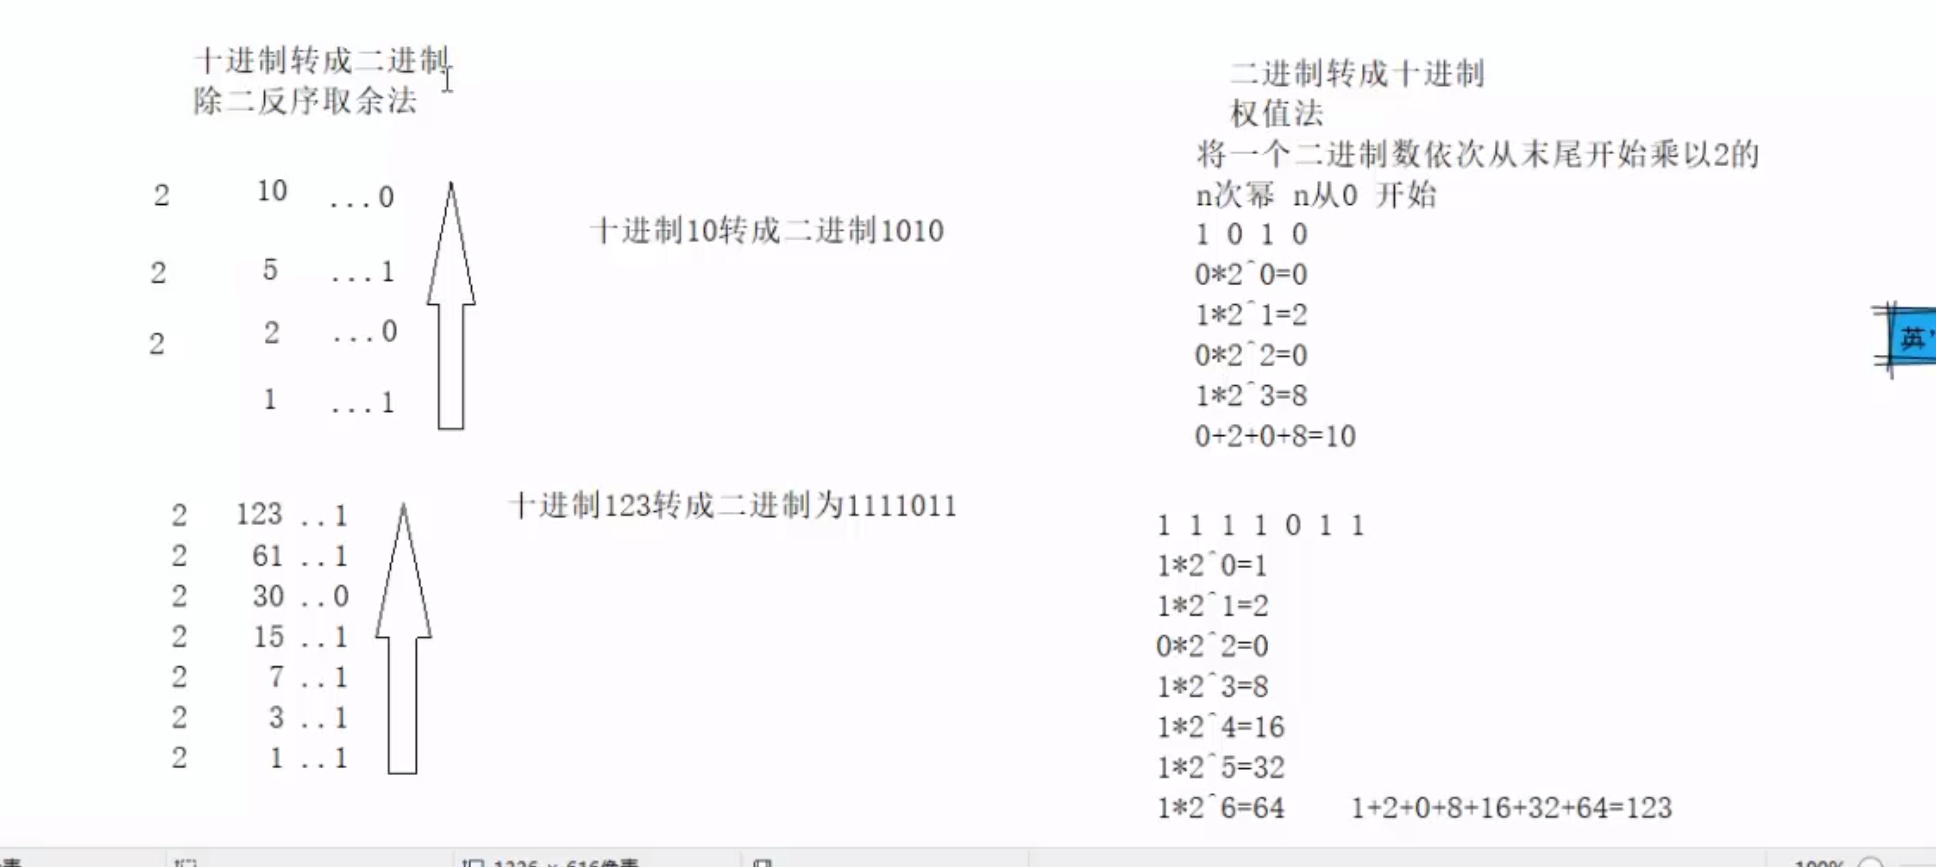 十进制转成二进制
除二反序取余法
2 10 ...0
2 5 ...1
2 2 ...0
1 ...1
十进制10转成二进制1010
2 123 ..1
2 61 ..1
2 30 ..0
2 15 ..1
2 7 ..1
2 3 ..1
2 1 ..1
十进制123转成二进制为1111011
二进制转成十进制
权值法
将一个二进制数依次从末尾开始乘以2的
n次幂 n从0 开始
1 0 1 0
0*2^0=0
1*2^1=2
0*2^2=0
1*2^3=8
0+2+0+8=10
1 1 1 1 0 1 1
1*2^0=1
1*2^1=2
0*2^2=0
1*2^3=8
1*2^4=16
1*2^5=32
1*2^6=64 1+2+0+8+16+32+64=123
英